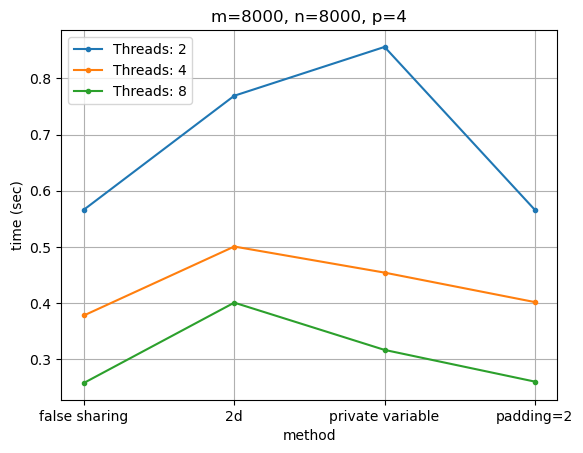 m=8000, n=8000, p=4
Threads: 2
Threads: 4
Threads: 8
0.8
0.7
0.6
0.5
0.4
0.3
time (sec)
false sharing 2d private variable padding=2
method